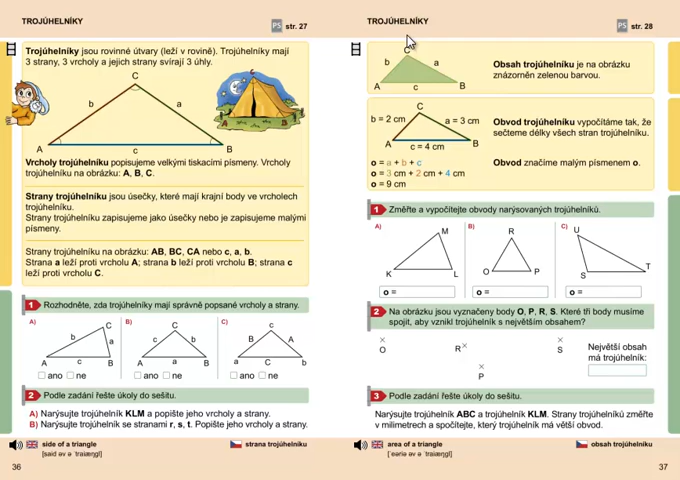 TROJÚHELNÍKY
PS str. 27
Trojúhelníky jsou rovinné útvary (leží v rovině). Trojúhelníky mají
3 strany, 3 vrcholy a jejich strany svírají 3 úhly.
C
b
a
A
c
B
C
A
B
Vrcholy trojúhelníku popisujeme velkými tiskacími písmeny. Vrcholy
trojúhelníku na obrázku: A, B, C.
Strany trojúhelníku jsou úsečky, které mají krajní body ve vrcholech
trojúhelníku.
Strany trojúhelníku zapisujeme jako úsečky nebo je zapisujeme malými
písmeny.
Strany trojúhelníku na obrázku: AB, BC, CA nebo c, a, b.
Strana a leží proti vrcholu A; strana b leží proti vrcholu B; strana c
leží proti vrcholu C.
1 Rozhodněte, zda trojúhelníky mají správně popsané vrcholy a strany.
A)
C
b
a
A
c
B
ano ne
B)
C
c
b
A
a
B
ano ne
C)
c
B
A
a
C
b
ano ne
2 Podle zadání řešte úkoly do sešitu.
A) Narýsujte trojúhelník KLM a popište jeho vrcholy a strany.
B) Narýsujte trojúhelník se stranami r, s, t. Popište jeho vrcholy a strany.
side of a triangle
strana trojúhelníku
[said əv ə ˈtraiæŋgl]
36
TROJÚHELNÍKY
PS str. 28
C
b
a
A
c
B
Obsah trojúhelníku je na obrázku
znázorněn zelenou barvou.
C
b = 2 cm
a = 3 cm
A
B
c = 4 cm
Obvod trojúhelníku vypočítáme tak, že
sečteme délky všech stran trojúhelníku.
o = a + b + c
o = 3 cm + 2 cm + 4 cm
o = 9 cm
Obvod značíme malým písmenem o.
1 Změřte a vypočítejte obvody narýsovaných trojúhelníků.
A)
M
K
L
o =
B)
R
O
P
o =
C)
U
T
S
o =
2 Na obrázku jsou vyznačeny body O, P, R, S. Které tři body musíme
spojit, aby vznikl trojúhelník s největším obsahem?
O
R
S
P
Největší obsah
má trojúhelník:
3 Podle zadání řešte úkoly do sešitu.
Narýsujte trojúhelník ABC a trojúhelník KLM. Strany trojúhelníků změřte
v milimetrech a spočítejte, který trojúhelník má větší obvod.
area of a triangle
obsah trojúhelníku
[ˈeəriə əv ə ˈtraiæŋgl]
37